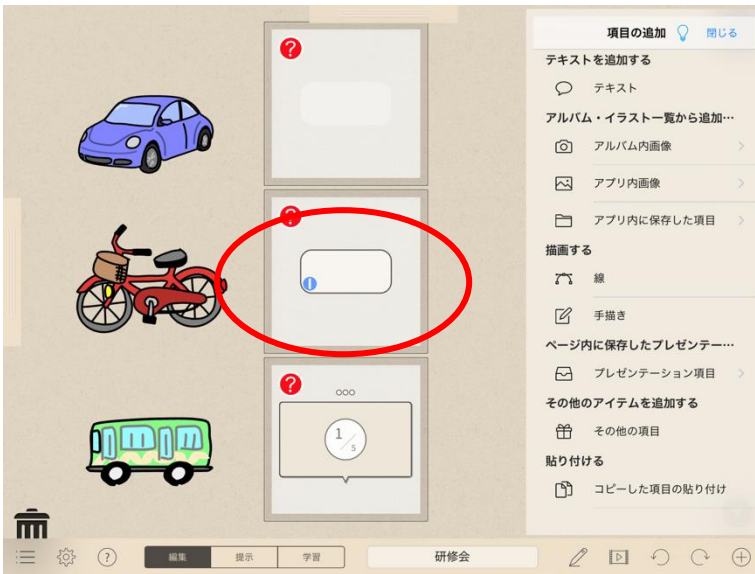 項目の追加 閉じる
テキストを追加する
テキスト
アルバム・イラスト一覧から追加…
アルバム内画像
アプリ内画像
アプリ内に保存した項目
描画する
線
手描き
ページ内に保存したプレゼンテー…
プレゼンテーション項目
その他のアイテムを追加する
その他の項目
貼り付ける
コピーした項目の貼り付け
?
?
?
1/5
? 編集 提示 学習 研修会